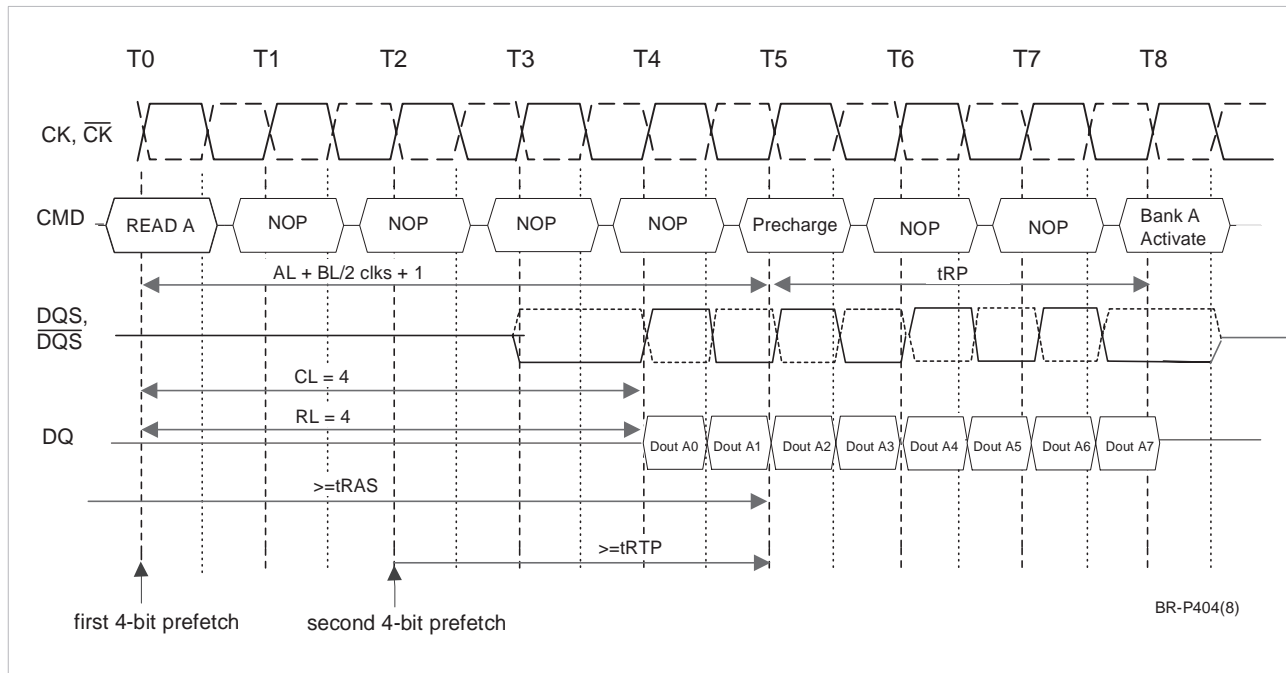 T0 T1 T2 T3 T4 T5 T6 T7 T8
CK, CK
CMD READ A NOP NOP NOP NOP Precharge NOP NOP Bank A
Activate
AL + BL/2 clks + 1 tRP
DQS,
DQS
CL = 4
RL = 4
DQ Dout A0 Dout A1 Dout A2 Dout A3 Dout A4 Dout A5 Dout A6 Dout A7
>=tRAS
>=tRTP
first 4-bit prefetch second 4-bit prefetch
BR-P404(8)